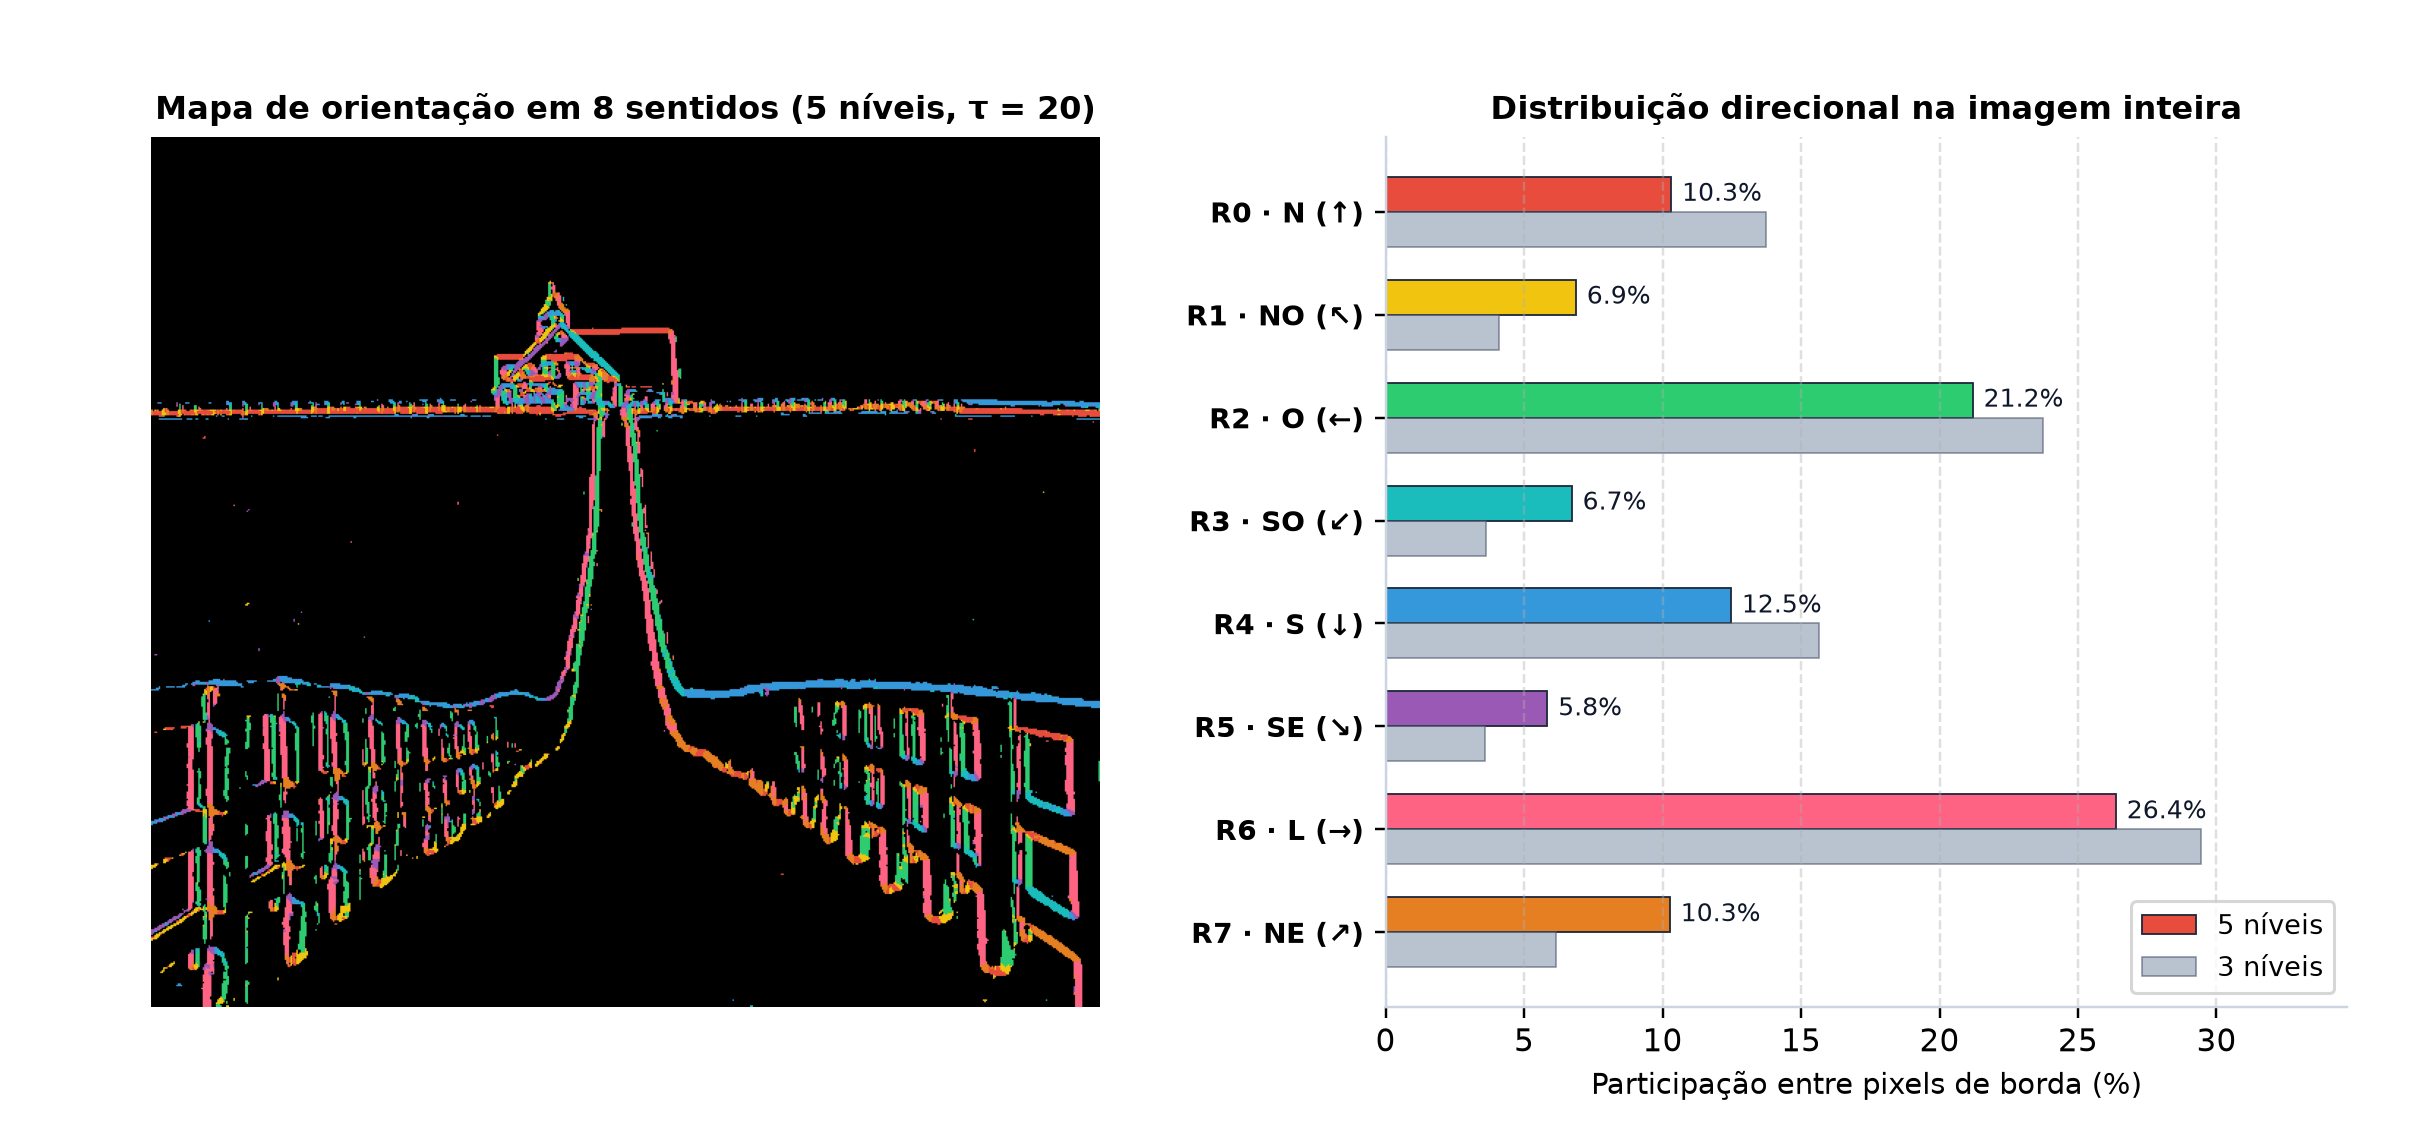 Mapa de orientação em 8 sentidos (5 níveis, τ = 20)
Distribuição direcional na imagem inteira
R0 · N (↑)
10.3%
R1 · NO (↖)
6.9%
R2 · O (←)
21.2%
R3 · SO (↙)
6.7%
R4 · S (↓)
12.5%
R5 · SE (↘)
5.8%
R6 · L (→)
26.4%
R7 · NE (↗)
10.3%
5 níveis
3 níveis
0 5 10 15 20 25 30
Participação entre pixels de borda (%)